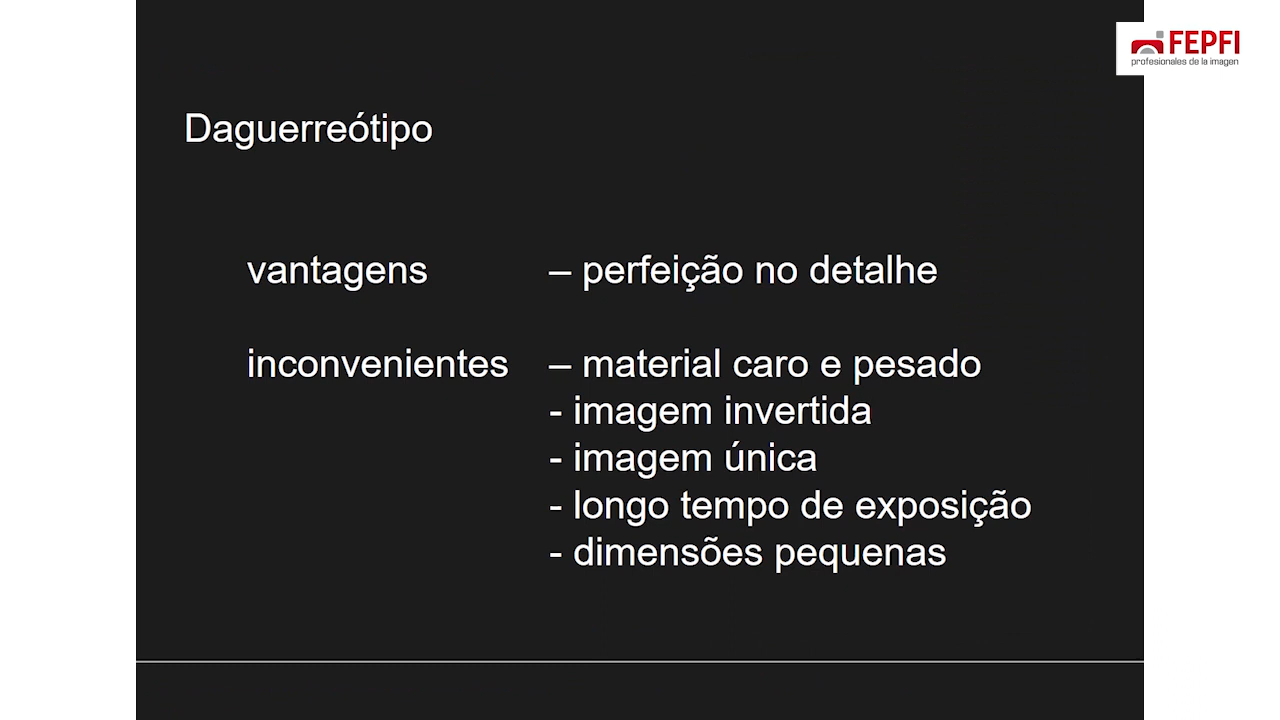 FEPFI
profesionales de la imagen
Daguerreótipo
vantagens – perfeição no detalhe
inconvenientes – material caro e pesado
- imagem invertida
- imagem única
- longo tempo de exposição
- dimensões pequenas